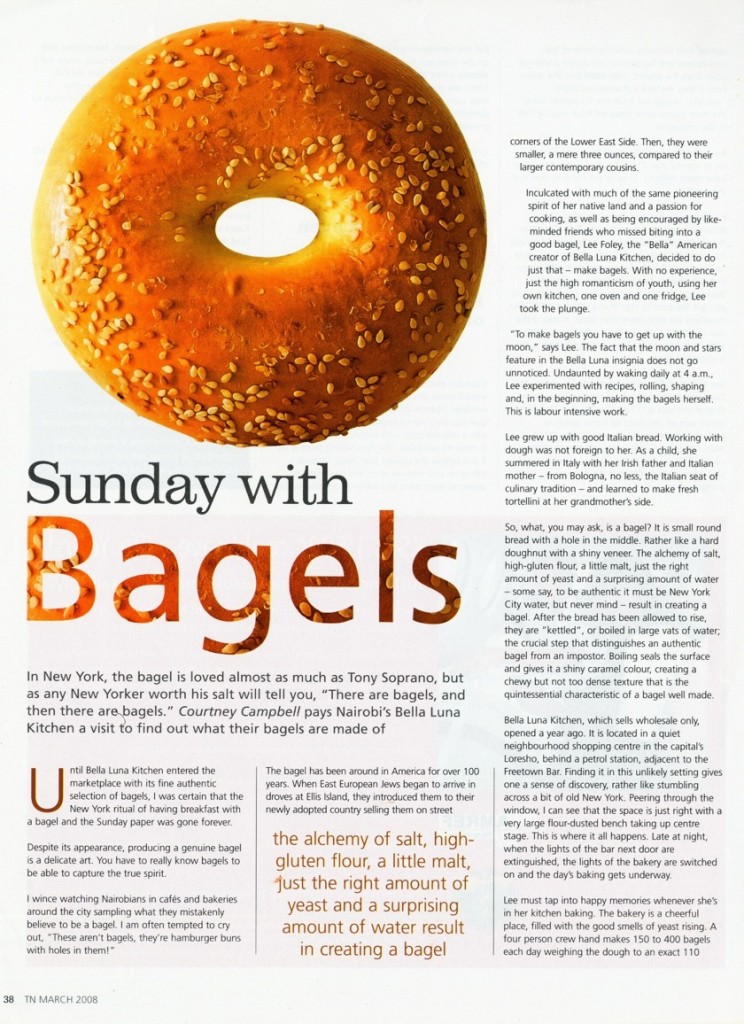 Sunday with
Bagels
In New York, the bagel is loved almost as much as Tony Soprano, but
as any New Yorker worth his salt will tell you, “There are bagels, and
then there are bagels.” Courtney Campbell pays Nairobi’s Bella Luna
Kitchen a visit to find out what their bagels are made of
Until Bella Luna Kitchen entered the
marketplace with its fine authentic
selection of bagels, I was certain that the
New York ritual of having breakfast with
a bagel and the Sunday paper was gone forever.
Despite its appearance, producing a genuine bagel
is a delicate art. You have to really know bagels to
be able to capture the true spirit.
I wince watching Nairobians in cafés and bakeries
around the city sampling what they mistakenly
believe to be a bagel. I am often tempted to cry
out, “These aren’t bagels, they’re hamburger buns
with holes in them!”
The bagel has been around in America for over 100
years. When East European Jews began to arrive in
droves at Ellis Island, they introduced them to their
newly adopted country selling them on street
the alchemy of salt, high-
gluten flour, a little malt,
just the right amount of
yeast and a surprising
amount of water result
in creating a bagel
corners of the Lower East Side. Then, they were
smaller, a mere three ounces, compared to their
larger contemporary cousins.
Inculcated with much of the same pioneering
spirit of her native land and a passion for
cooking, as well as being encouraged by like-
minded friends who missed biting into a
good bagel, Lee Foley, the “Bella” American
creator of Bella Luna Kitchen, decided to do
just that – make bagels. With no experience,
just the high romanticism of youth, using her
own kitchen, one oven and one fridge, Lee
took the plunge.
“To make bagels you have to get up with the
moon,” says Lee. The fact that the moon and stars
feature in the Bella Luna insignia does not go
unnoticed. Undaunted by waking daily at 4 a.m.,
Lee experimented with recipes, rolling, shaping
and, in the beginning, making the bagels herself.
This is labour intensive work.
Lee grew up with good Italian bread. Working with
dough was not foreign to her. As a child, she
summered in Italy with her Irish father and Italian
mother – from Bologna, no less, the Italian seat of
culinary tradition – and learned to make fresh
tortellini at her grandmother’s side.
So, what, you may ask, is a bagel? It is small round
bread with a hole in the middle. Rather like a hard
doughnut with a shiny veneer. The alchemy of salt,
high-gluten flour, a little malt, just the right
amount of yeast and a surprising amount of water
– some say, to be authentic it must be New York
City water, but never mind – result in creating a
bagel. After the bread has been allowed to rise,
they are “kettled”, or boiled in large vats of water;
the crucial step that distinguishes an authentic
bagel from an impostor. Boiling seals the surface
and gives it a shiny caramel colour, creating a
chewy but not too dense texture that is the
quintessential characteristic of a bagel well made.
Bella Luna Kitchen, which sells wholesale only,
opened a year ago. It is located in a quiet
neighbourhood shopping centre in the capital’s
Loresho, behind a petrol station, adjacent to the
Freetown Bar. Finding it in this unlikely setting gives
one a sense of discovery, rather like stumbling
across a bit of old New York. Peering through the
window, I can see that the space is just right with a
very large flour-dusted bench taking up centre
stage. This is where it all happens. Late at night,
when the lights of the bar next door are
extinguished, the lights of the bakery are switched
on and the day’s baking gets underway.
Lee must tap into happy memories whenever she’s
in her kitchen baking. The bakery is a cheerful
place, filled with the good smells of yeast rising. A
four person crew hand makes 150 to 400 bagels
each day weighing the dough to an exact 110
38 TN MARCH 2008